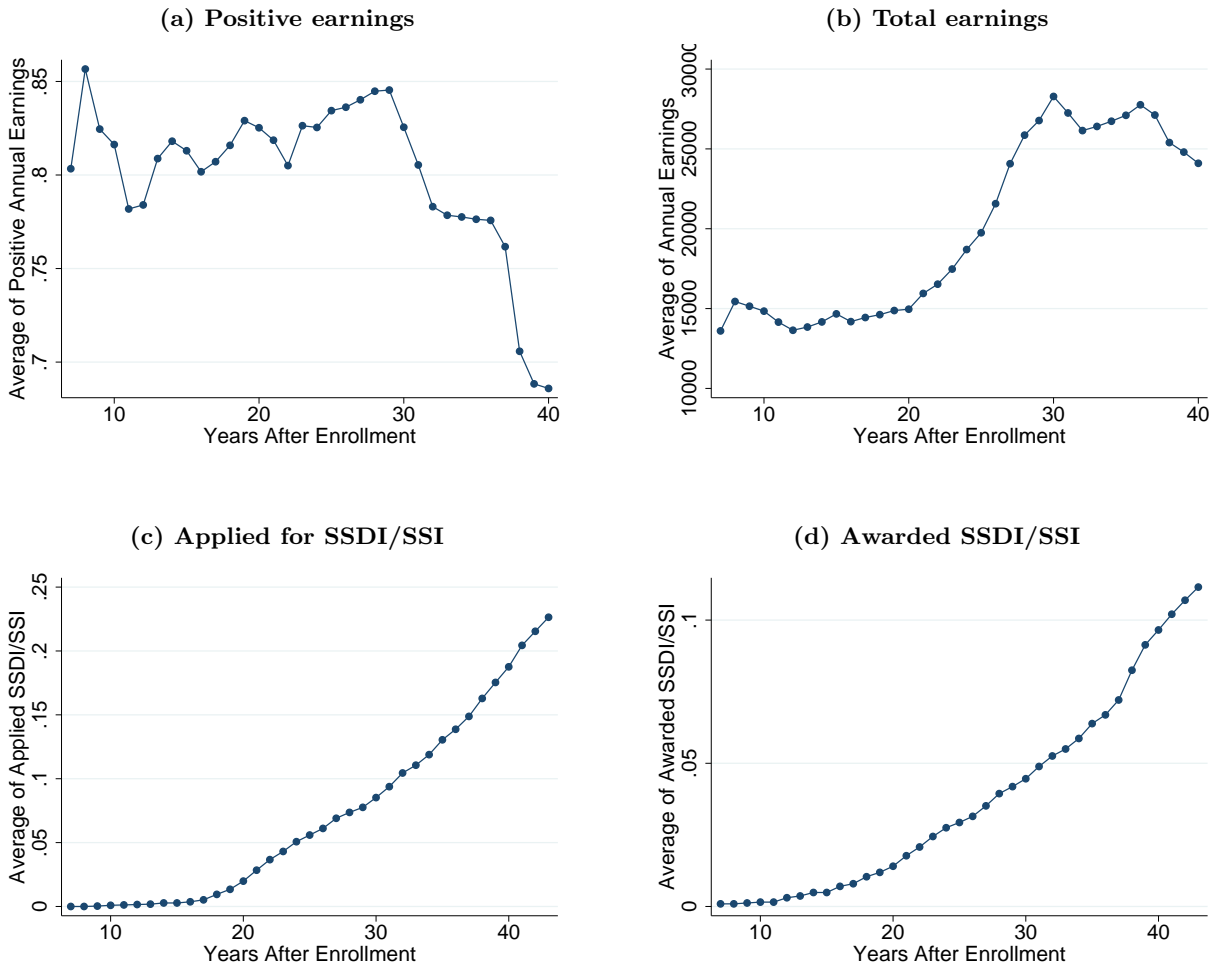 (a) Positive earnings
Average of Positive Annual Earnings
.85
.8
.75
.7
10 20 30 40
Years After Enrollment
(b) Total earnings
Average of Annual Earnings
30000
25000
20000
15000
10000
10 20 30 40
Years After Enrollment
(c) Applied for SSDI/SSI
Average of Applied SSDI/SSI
.25
.2
.15
.1
.05
0
10 20 30 40
Years After Enrollment
(d) Awarded SSDI/SSI
Average of Awarded SSDI/SSI
.1
.05
0
10 20 30 40
Years After Enrollment